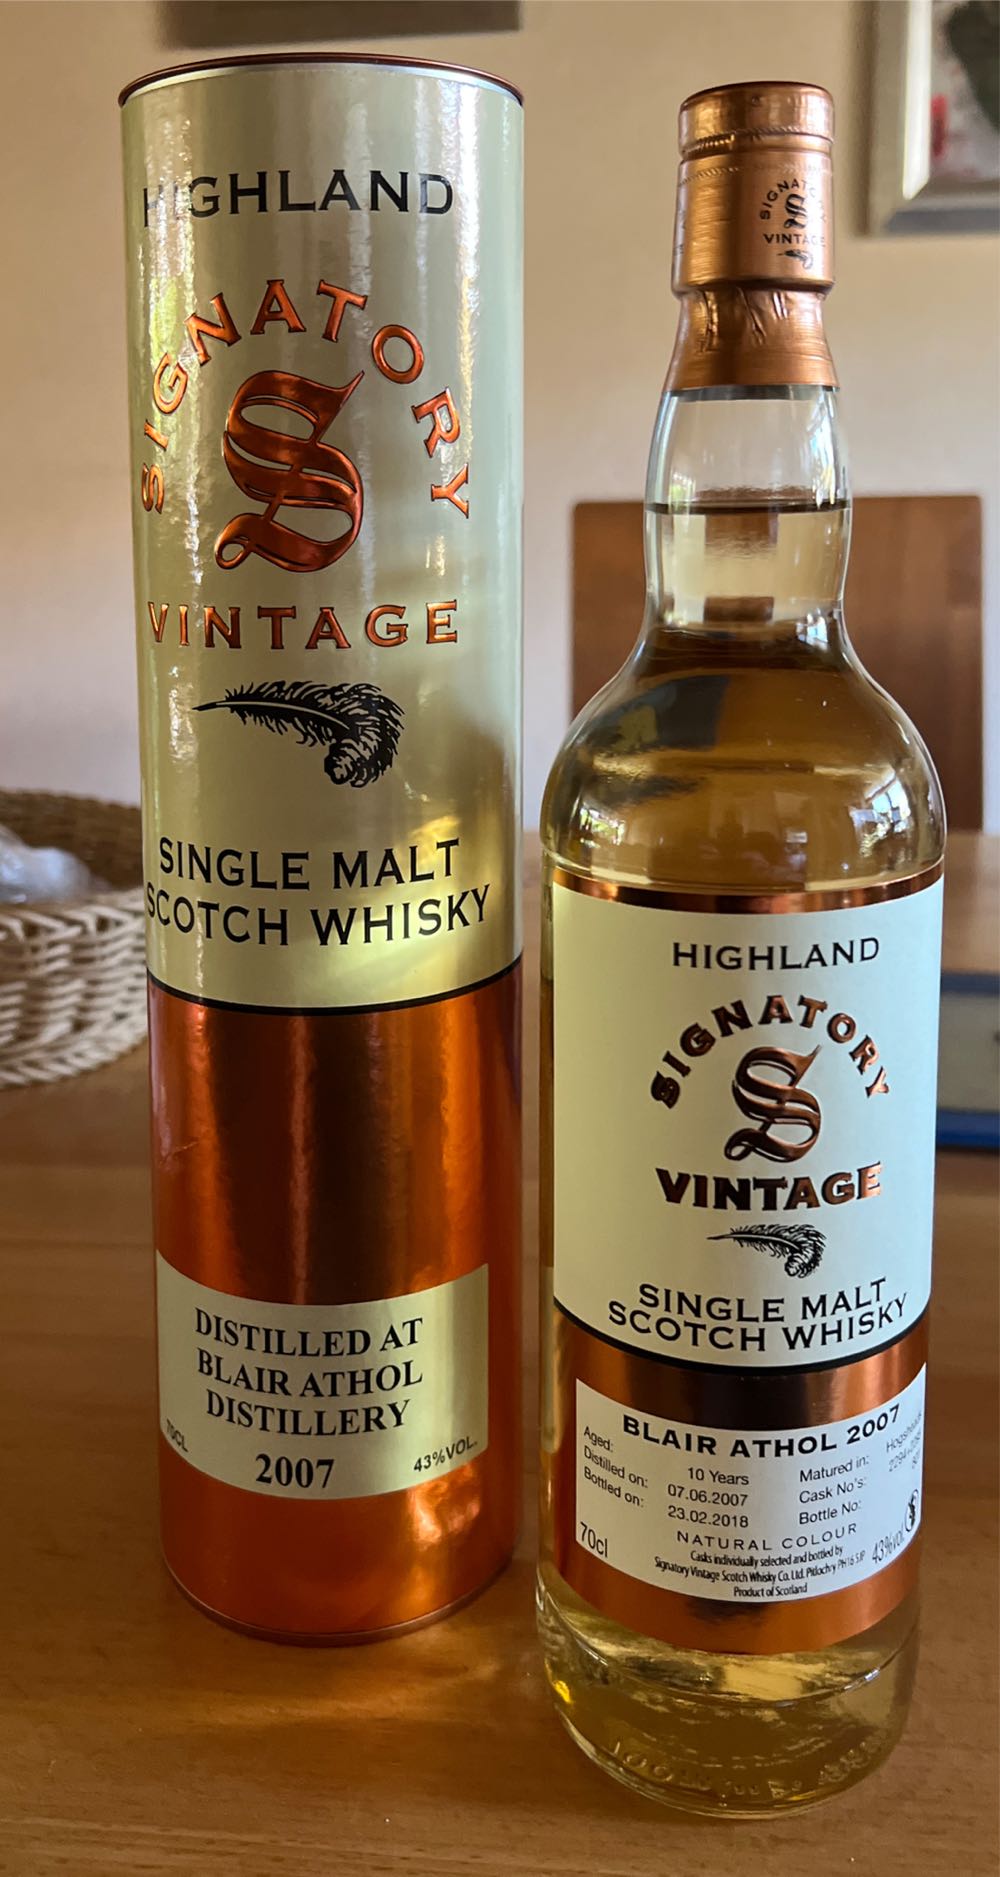 HIGHLAND
SIGNATORY
S
VINTAGE
SINGLE MALT
SCOTCH WHISKY
DISTILLED AT
BLAIR ATHOL
DISTILLERY
2007
70CL
43%VOL.
SIGNATORY
S
VINTAGE
HIGHLAND
SIGNATORY
S
VINTAGE
SINGLE MALT
SCOTCH WHISKY
BLAIR ATHOL 2007
Aged: 10 Years Matured in: Hogsheads
Distilled on: 07.06.2007 Cask No's:
Bottled on: 23.02.2018 Bottle No:
NATURAL COLOUR
70cl
43%vol.
Casks individually selected and bottled by
Signatory Vintage Scotch Whisky Co. Ltd. Pitlochry PH16 5JP
Product of Scotland